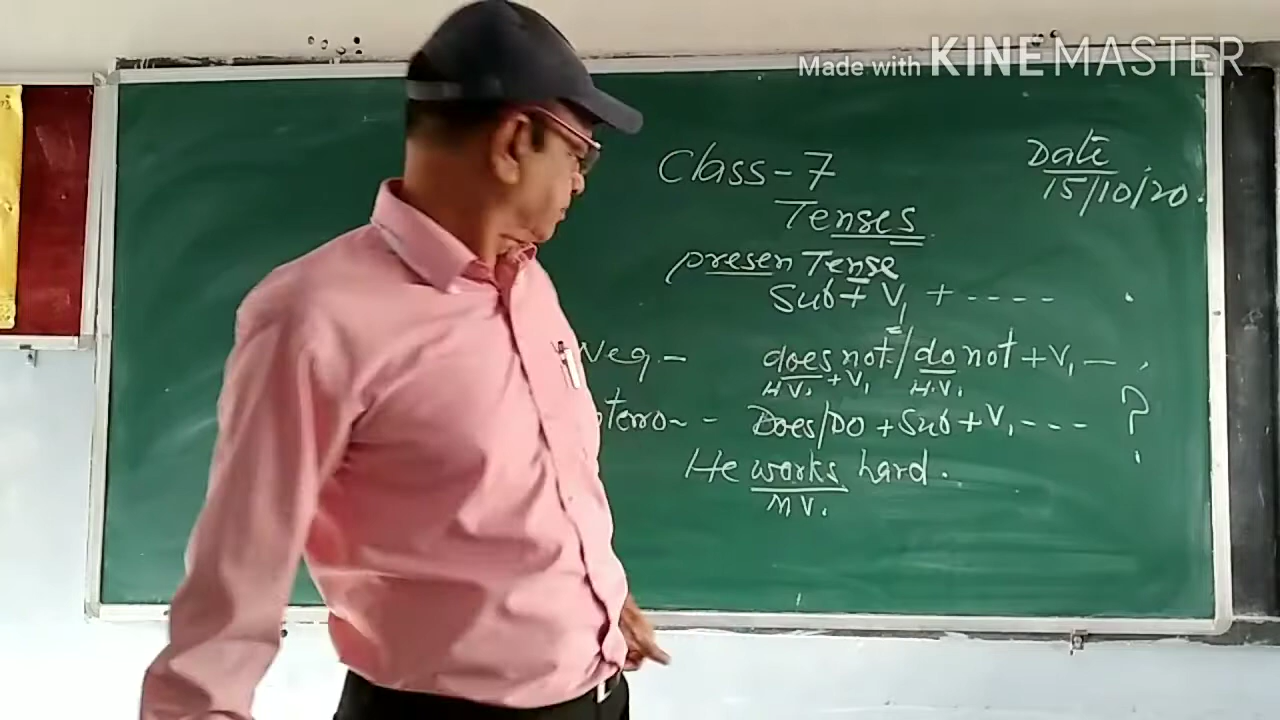 Made with KINEMASTER
Class-7
Date
15/10/20.
Tenses
presen Tense
Sub + V1 + ---- .
Neg. - does not / do not + V1 - .
H.V. + V1 H.V.
nterro - - Does/Do + Sub + V1 --- ?
He works hard.
M V.